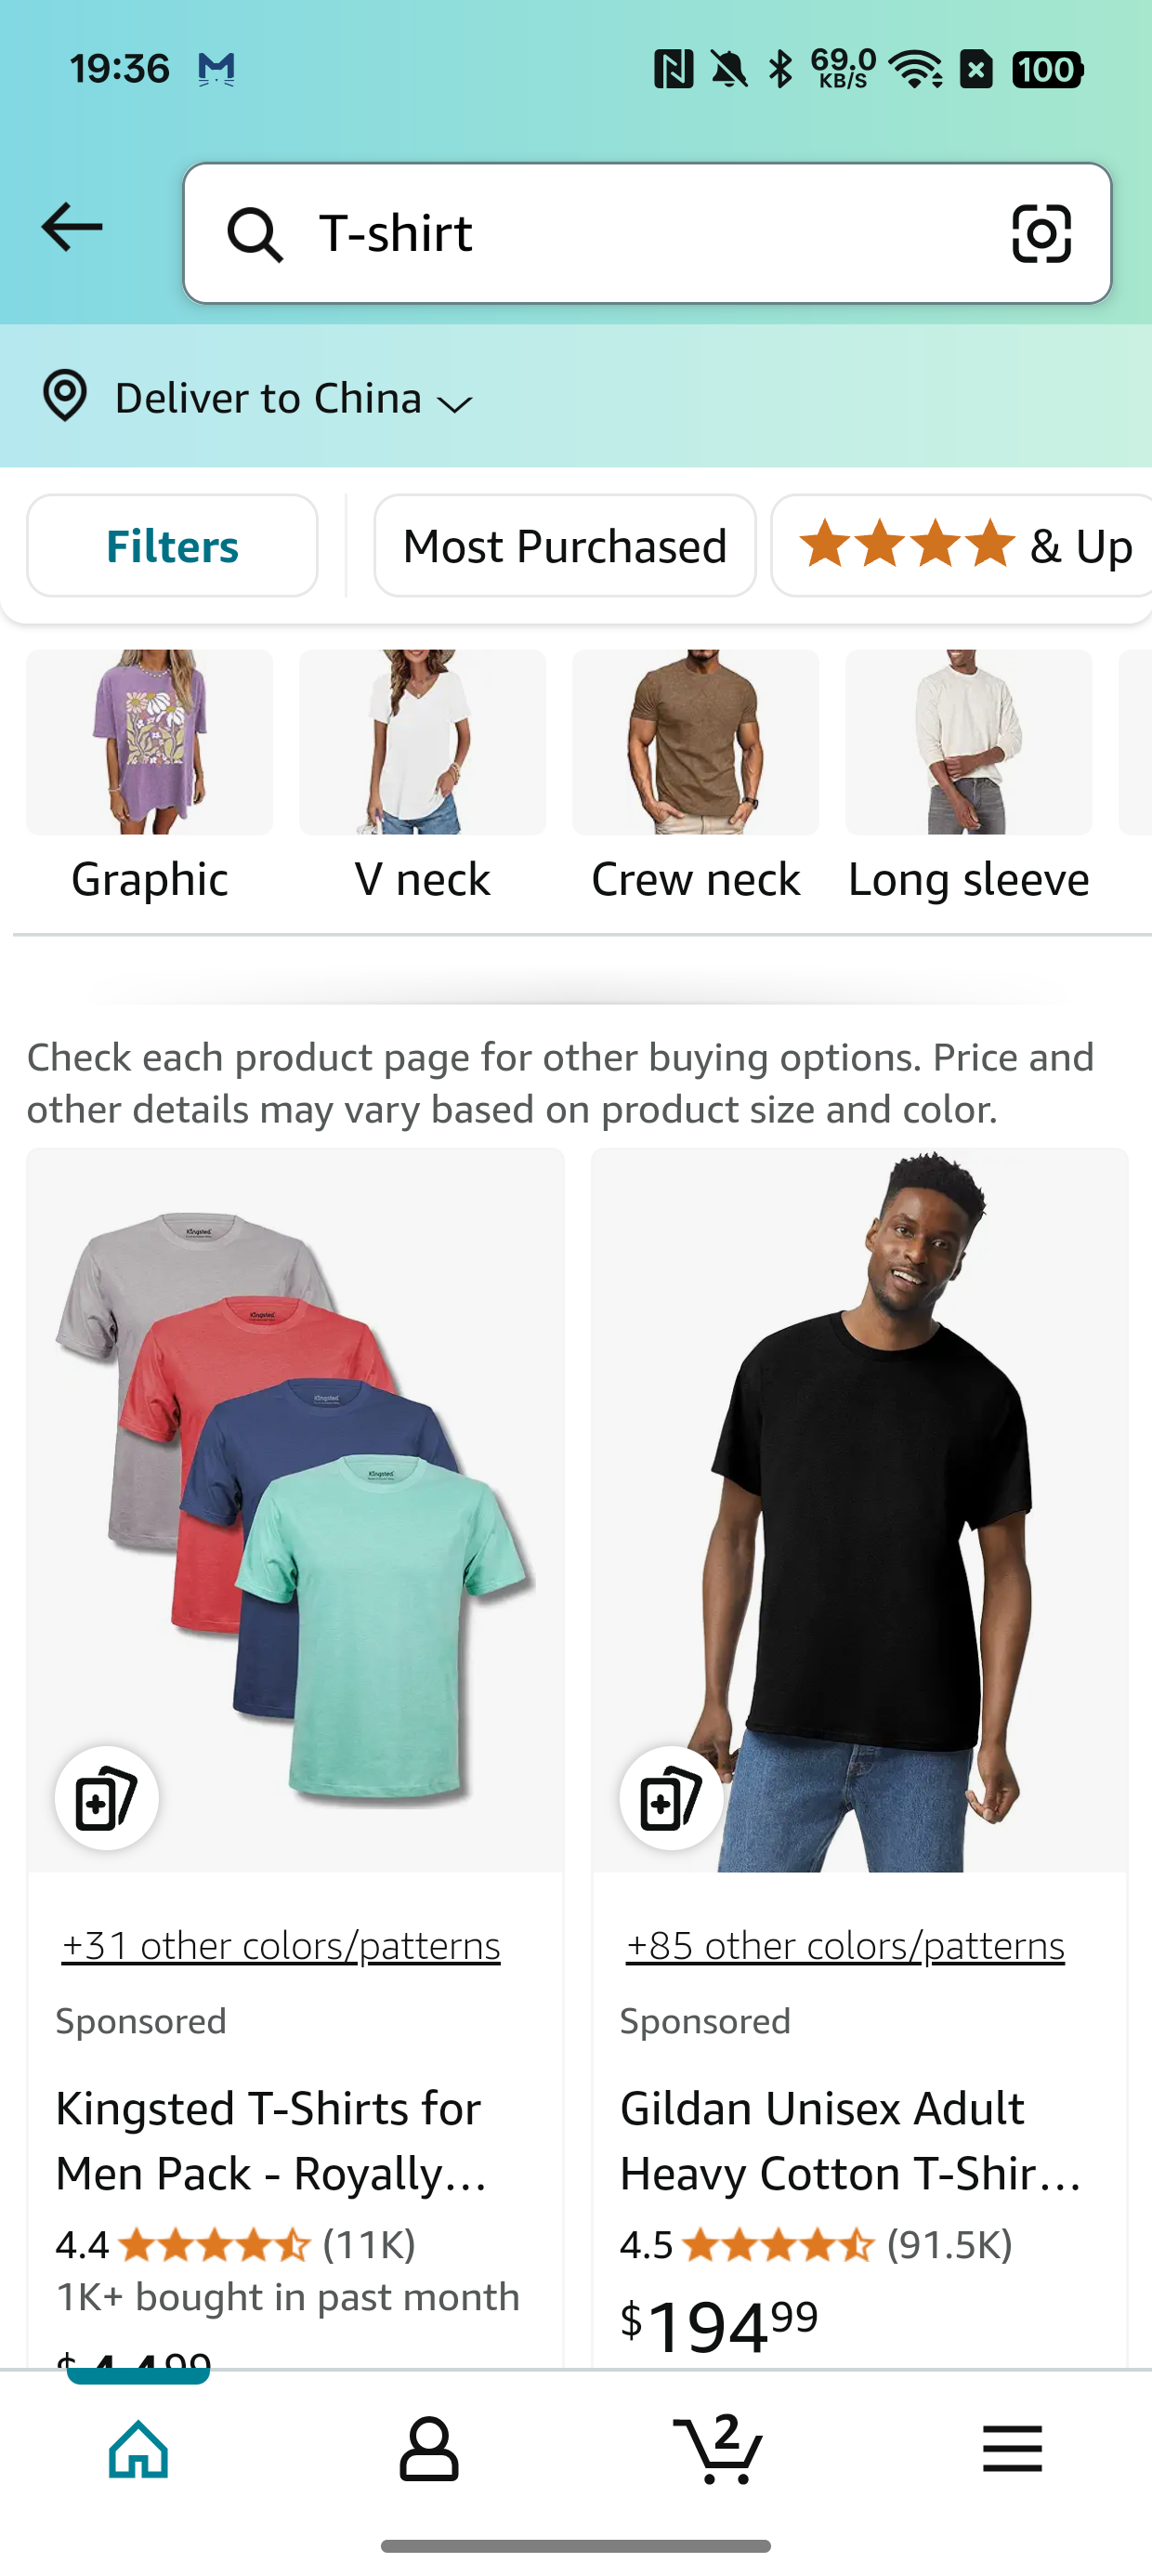 19:36
69.0
KB/S
100
T-shirt
Deliver to China
Filters
Most Purchased
& Up
Graphic
V neck
Crew neck
Long sleeve
Check each product page for other buying options. Price and
other details may vary based on product size and color.
Kingsted
Kingsted
Kingsted
Kingsted
+31 other colors/patterns
Sponsored
Kingsted T-Shirts for
Men Pack - Royally...
4.4 (11K)
1K+ bought in past month
+85 other colors/patterns
Sponsored
Gildan Unisex Adult
Heavy Cotton T-Shir...
4.5 (91.5K)
$194.99
2